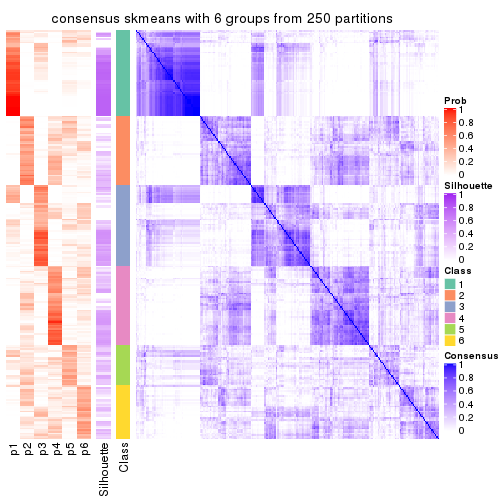 consensus skmeans with 6 groups from 250 partitions
Prob
1
0.8
0.6
0.4
0.2
0
Silhouette
1
0.8
0.6
0.4
0.2
0
Class
1
2
3
4
5
6
Consensus
1
0.8
0.6
0.4
0.2
0
p1
p2
p3
p4
p5
p6
Silhouette
Class